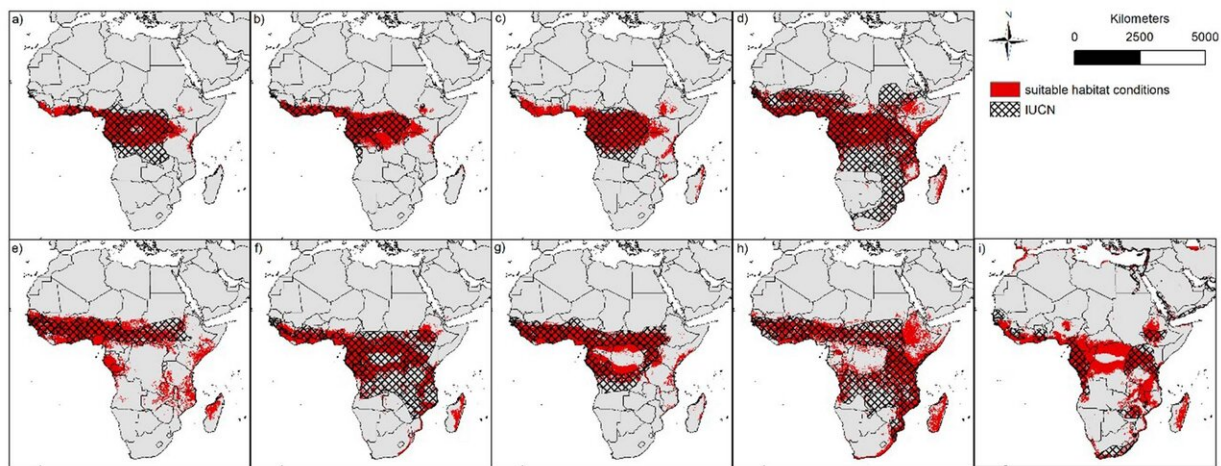 a)
b)
c)
d)
N
Kilometers
0 2500 5000
suitable habitat conditions
IUCN
e)
f)
g)
h)
i)